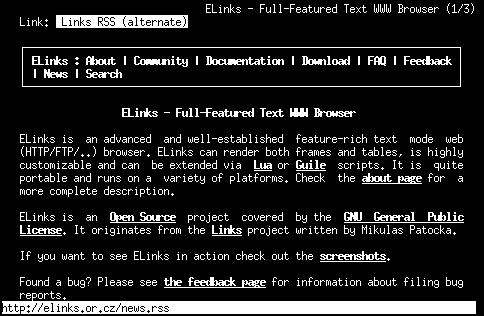 ELinks - Full-Featured Text WWW Browser (1/3)
Link: Links RSS (alternate)
ELinks : About | Community | Documentation | Download | FAQ | Feedback
| News | Search
ELinks - Full-Featured Text WWW Browser
ELinks is an advanced and well-established feature-rich text mode web
(HTTP/FTP/..) browser. ELinks can render both frames and tables, is highly
customizable and can be extended via Lua or Guile scripts. It is quite
portable and runs on a variety of platforms. Check the about page for a
more complete description.
ELinks is an Open Source project covered by the GNU General Public
License. It originates from the Links project written by Mikulas Patocka.
If you want to see ELinks in action check out the screenshots.
Found a bug? Please see the feedback page for information about filing bug
reports.
http://elinks.or.cz/news.rss